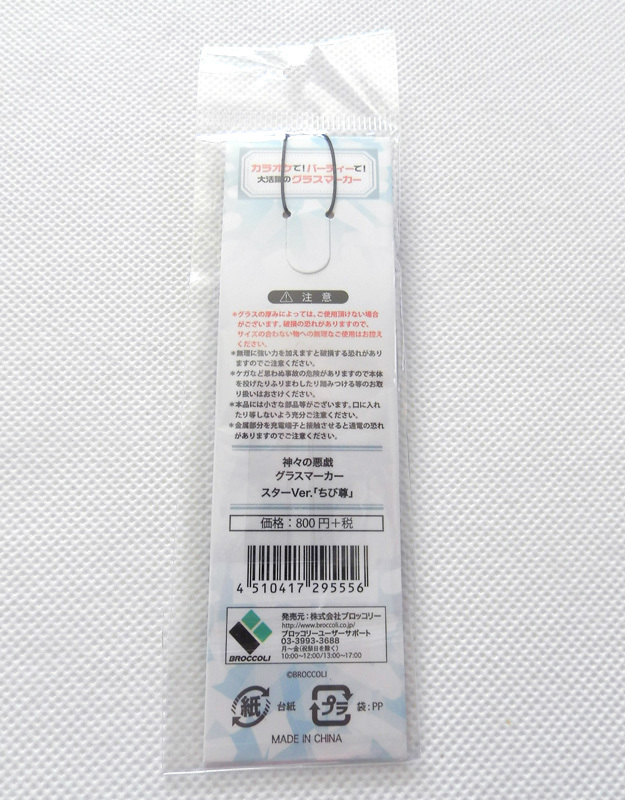 カラオケで!パーティーで!
大活躍のグラスマーカー
注意
*グラスの厚みによっては、ご使用頂けない場合
がございます。破損の恐れがありますので、
サイズの合わない物への無理なご使用はお控え
ください。
*無理に強い力を加えますと破損する恐れがあり
ますのでご注意ください。
*ケガなど思わぬ事故の危険がありますので本体
を投げたりふりまわしたり踏みつける等のお取
り扱いはおさけください。
*本品には小さな部品等がございます。口に入れ
たり等しないよう充分ご注意ください。
*金属部分を充電端子と接触させると通電の恐れ
がありますのでご注意ください。
神々の悪戯
グラスマーカー
スターVer.「ちび尊」
価格:800円+税
4 510417 295556
発売元:株式会社ブロッコリー
http://www.broccoli.co.jp/
ブロッコリーユーザーサポート
03-3993-3688
月~金(祝祭日を除く)
10:00~12:00/13:00~17:00
BROCCOLI
©BROCCOLI
紙 台紙 プラ 袋:PP
MADE IN CHINA